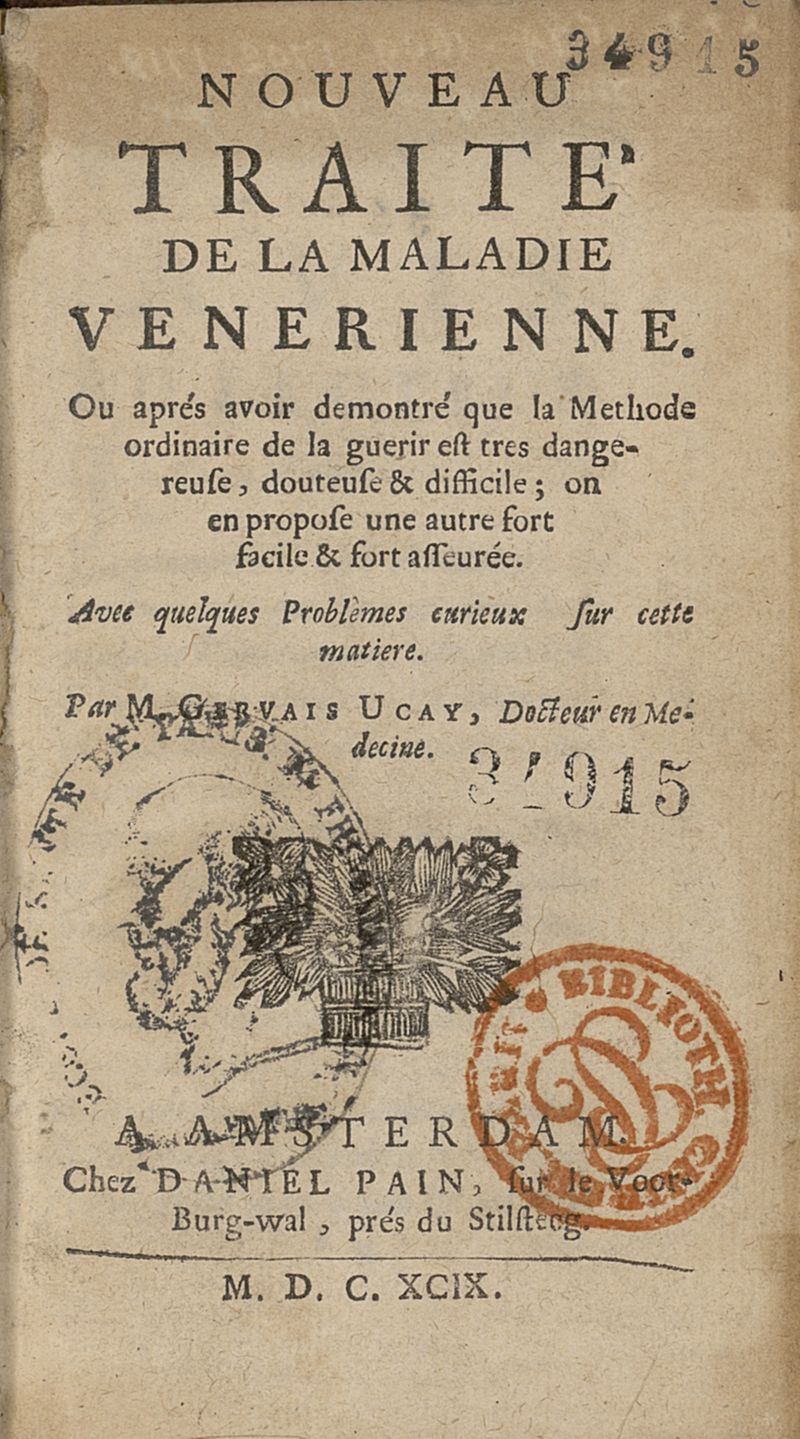 34915
NOUVEAU
TRAITE'
DE LA MALADIE
VENERIENNE.
Ou aprés avoir demontré que la Methode
ordinaire de la guerir eſt tres dange-
reuſe, douteuſe & difficile; on
en propoſe une autre fort
facile & fort aſſeurée.
Avec quelques Problèmes curieux ſur cette
matiere.
Par M. GERVAIS UCAY, Docteur en Me-
decine.
34915
BIBLIOTH.
A AMSTERDAM.
Chez DANIEL PAIN, ſur le Voor-
Burg-wal, prés du Stilſteeg.
M. D. C. XCIX.